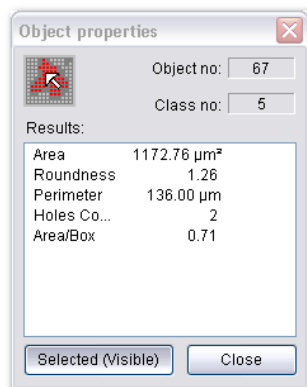 Object properties
Object no: 67
Class no: 5
Results:
Area 1172.76 µm²
Roundness 1.26
Perimeter 136.00 µm
Holes Co... 2
Area/Box 0.71
Selected (Visible) Close